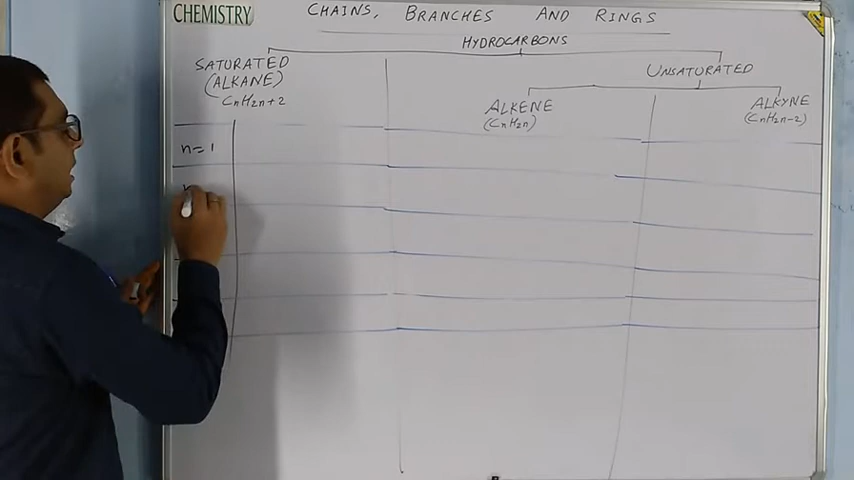 CHEMISTRY
CHAINS, BRANCHES AND RINGS
HYDROCARBONS
SATURATED
(ALKANE)
CnH2n+2
UNSATURATED
ALKENE
(CnH2n)
ALKYNE
(CnH2n-2)
n=1